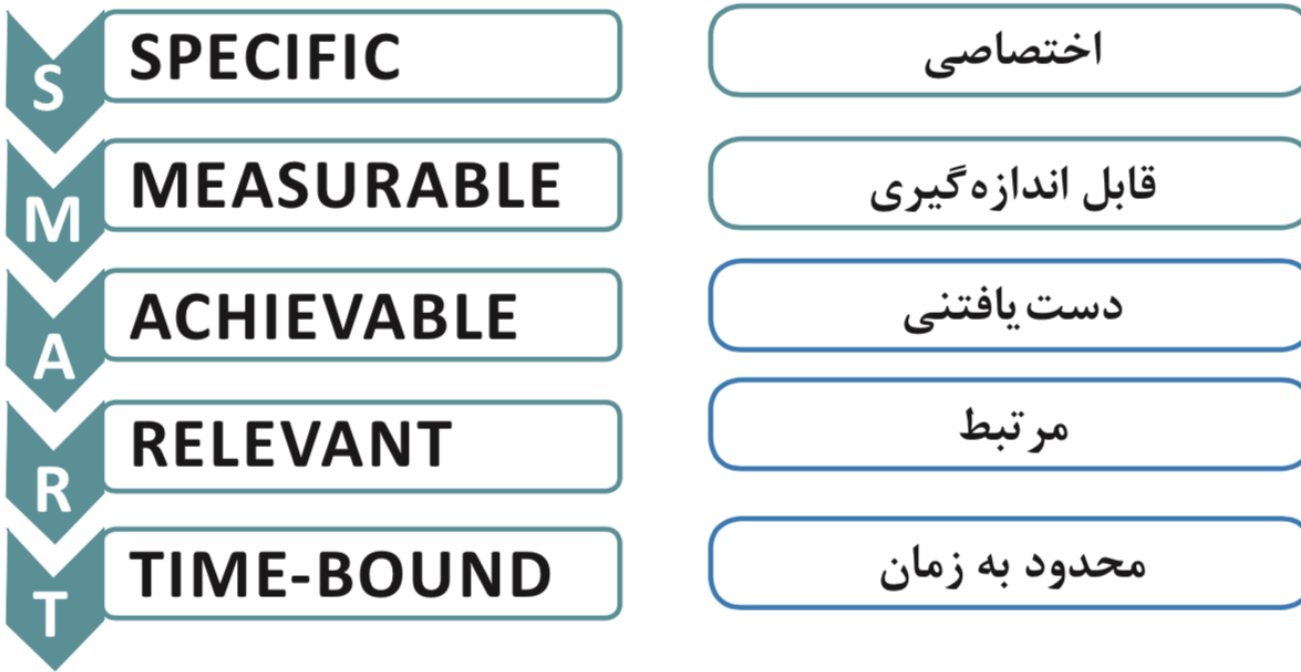 S
SPECIFIC
اختصاصی
M
MEASURABLE
قابل اندازه‌گیری
A
ACHIEVABLE
دست یافتنی
R
RELEVANT
مرتبط
T
TIME-BOUND
محدود به زمان